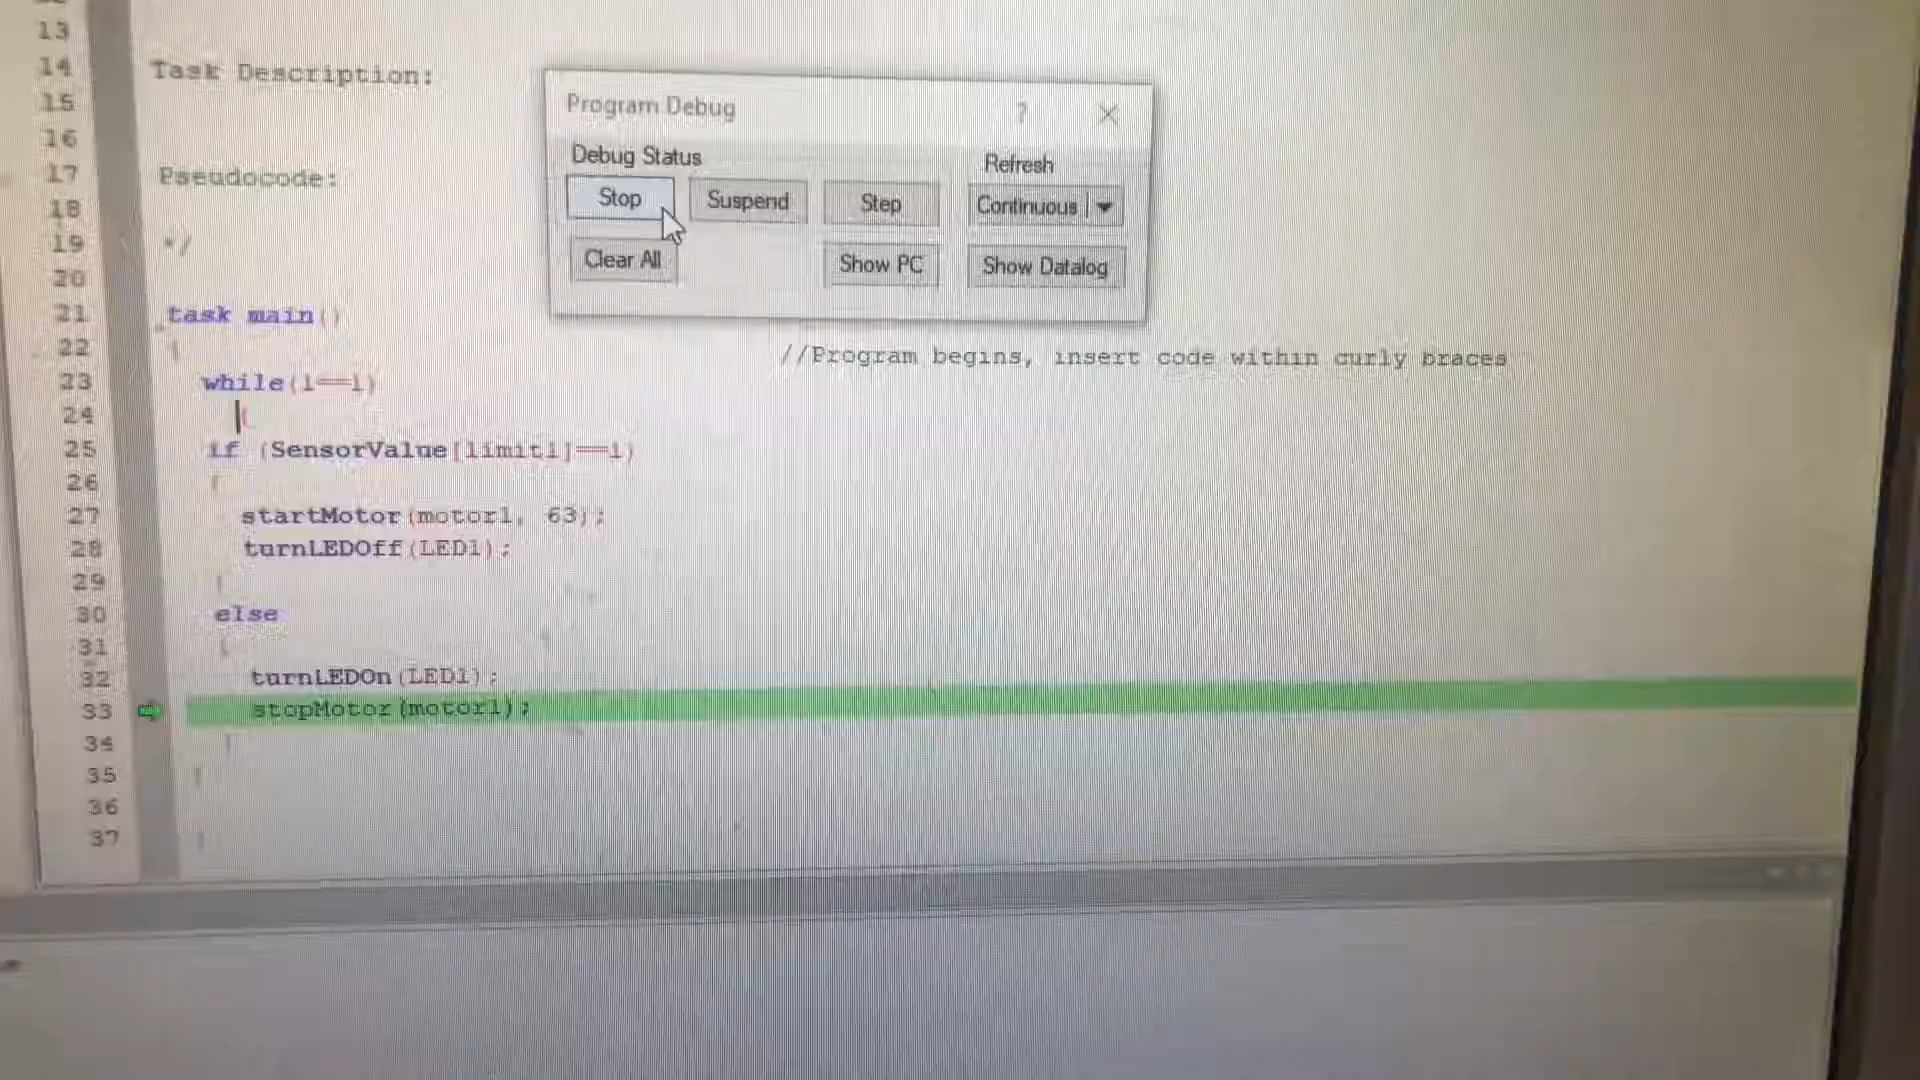 13
14 Task Description:
15
16
17 Pseudocode:
18
19 */
20
21 task main()
22 {
//Program begins, insert code within curly braces
23 while(1==1)
24 {
25 if (SensorValue[limit1]==1)
26 {
27 startMotor(motor1, 63);
28 turnLEDOff(LED1);
29 }
30 else
31 {
32 turnLEDOn(LED1);
33 stopMotor(motor1);
34 }
35 }
36
37 }
Program Debug ?
Debug Status Refresh
Stop Suspend Step Continuous
Clear All Show PC Show Datalog